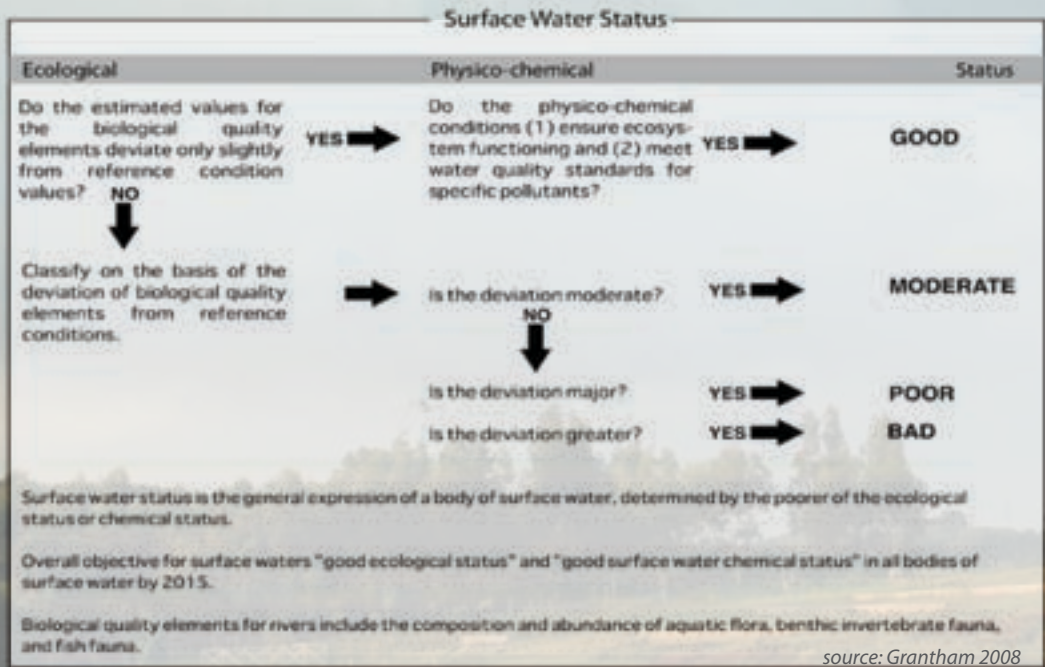 Surface Water Status
Ecological Physico-chemical Status
Do the estimated values for
the biological quality
elements deviate only slightly
from reference condition
values? NO
YES
Do the physico-chemical
conditions (1) ensure ecosys-
tem functioning and (2) meet
water quality standards for
specific pollutants?
YES
GOOD
Classify on the basis of the
deviation of biological quality
elements from reference
conditions.
Is the deviation moderate? YES MODERATE
NO
Is the deviation major? YES POOR
Is the deviation greater? YES BAD
Surface water status is the general expression of a body of surface water, determined by the poorer of the ecological
status or chemical status.
Overall objective for surface waters "good ecological status" and "good surface water chemical status" in all bodies of
surface water by 2015.
Biological quality elements for rivers include the composition and abundance of aquatic flora, benthic invertebrate fauna,
and fish fauna.
source: Grantham 2008